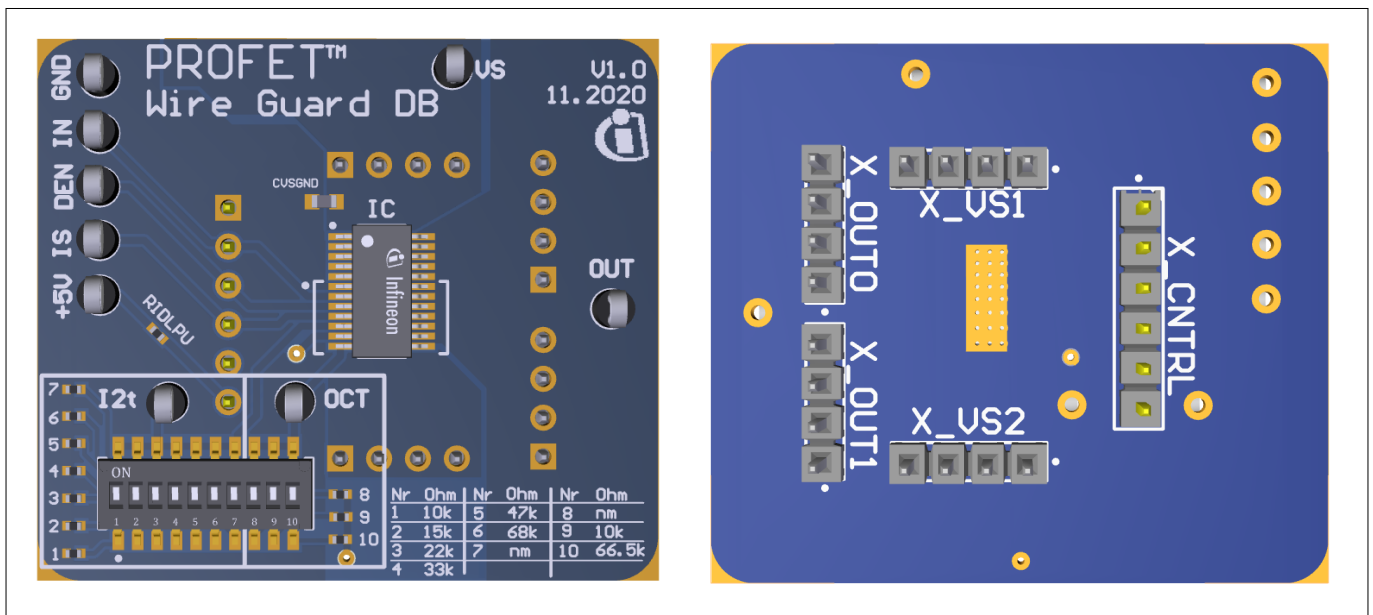 PROFET™
Wire Guard DB
VS
V1.0
11.2020
GND
IN
DEN
IS
+5V
CVSGND
IC
Infineon
OUT
RIDLPU
I2t
OCT
7
6
5
4
3
2
1
ON
1 2 3 4 5 6 7 8 9 10
8
9
10
Nr Ohm Nr Ohm Nr Ohm
1 10k 5 47k 8 nm
2 15k 6 68k 9 10k
3 22k 7 nm 10 66.5k
4 33k
X_OUT0
X_VS1
X_CNTRL
X_OUT1
X_VS2